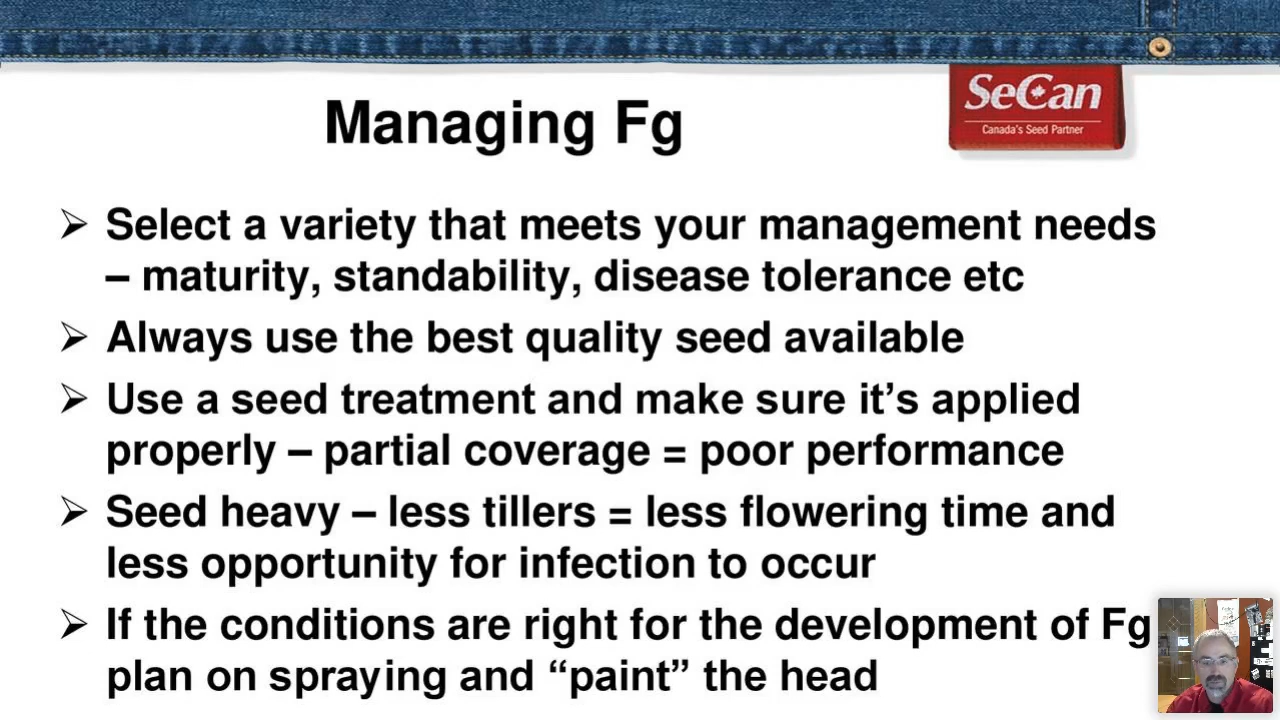 SeCan
Canada's Seed Partner
Managing Fg
➢ Select a variety that meets your management needs
– maturity, standability, disease tolerance etc
➢ Always use the best quality seed available
➢ Use a seed treatment and make sure it’s applied
properly – partial coverage = poor performance
➢ Seed heavy – less tillers = less flowering time and
less opportunity for infection to occur
➢ If the conditions are right for the development of Fg
plan on spraying and “paint” the head